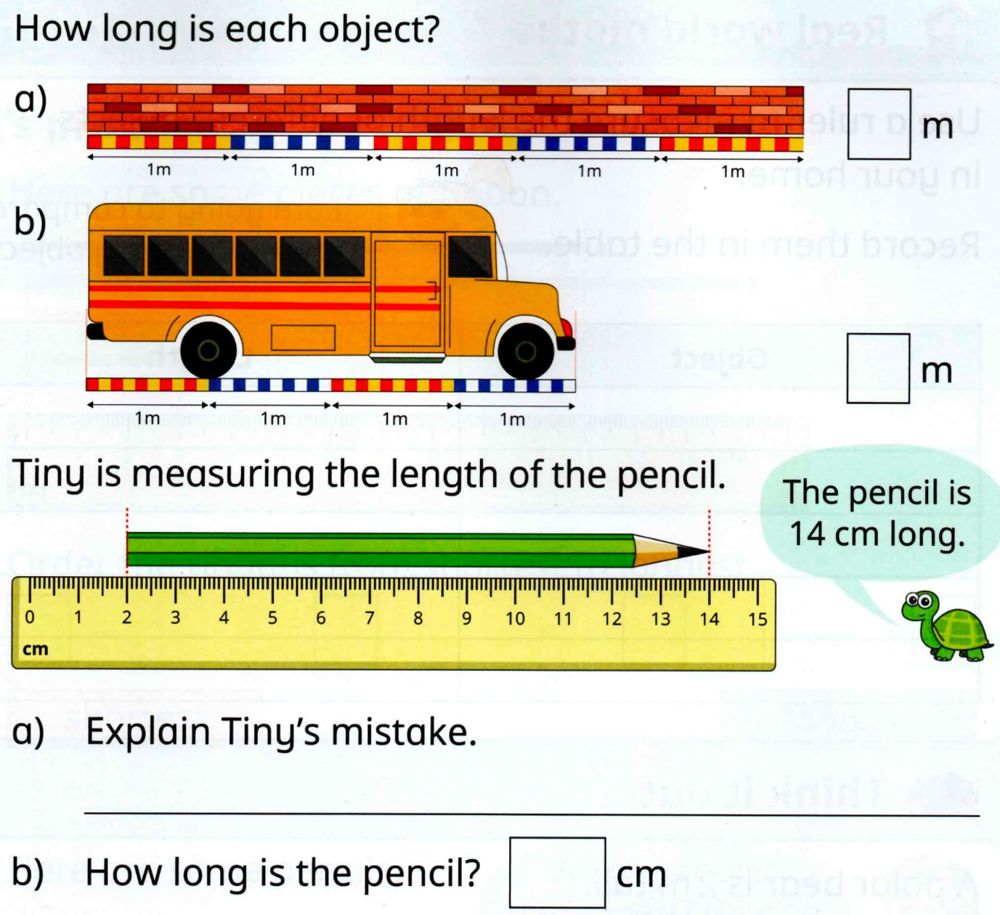 How long is each object?
a)
m
1m 1m 1m 1m 1m
b)
m
1m 1m 1m 1m
Tiny is measuring the length of the pencil.
The pencil is
14 cm long.
0 1 2 3 4 5 6 7 8 9 10 11 12 13 14 15
cm
a) Explain Tiny's mistake.
b) How long is the pencil? cm